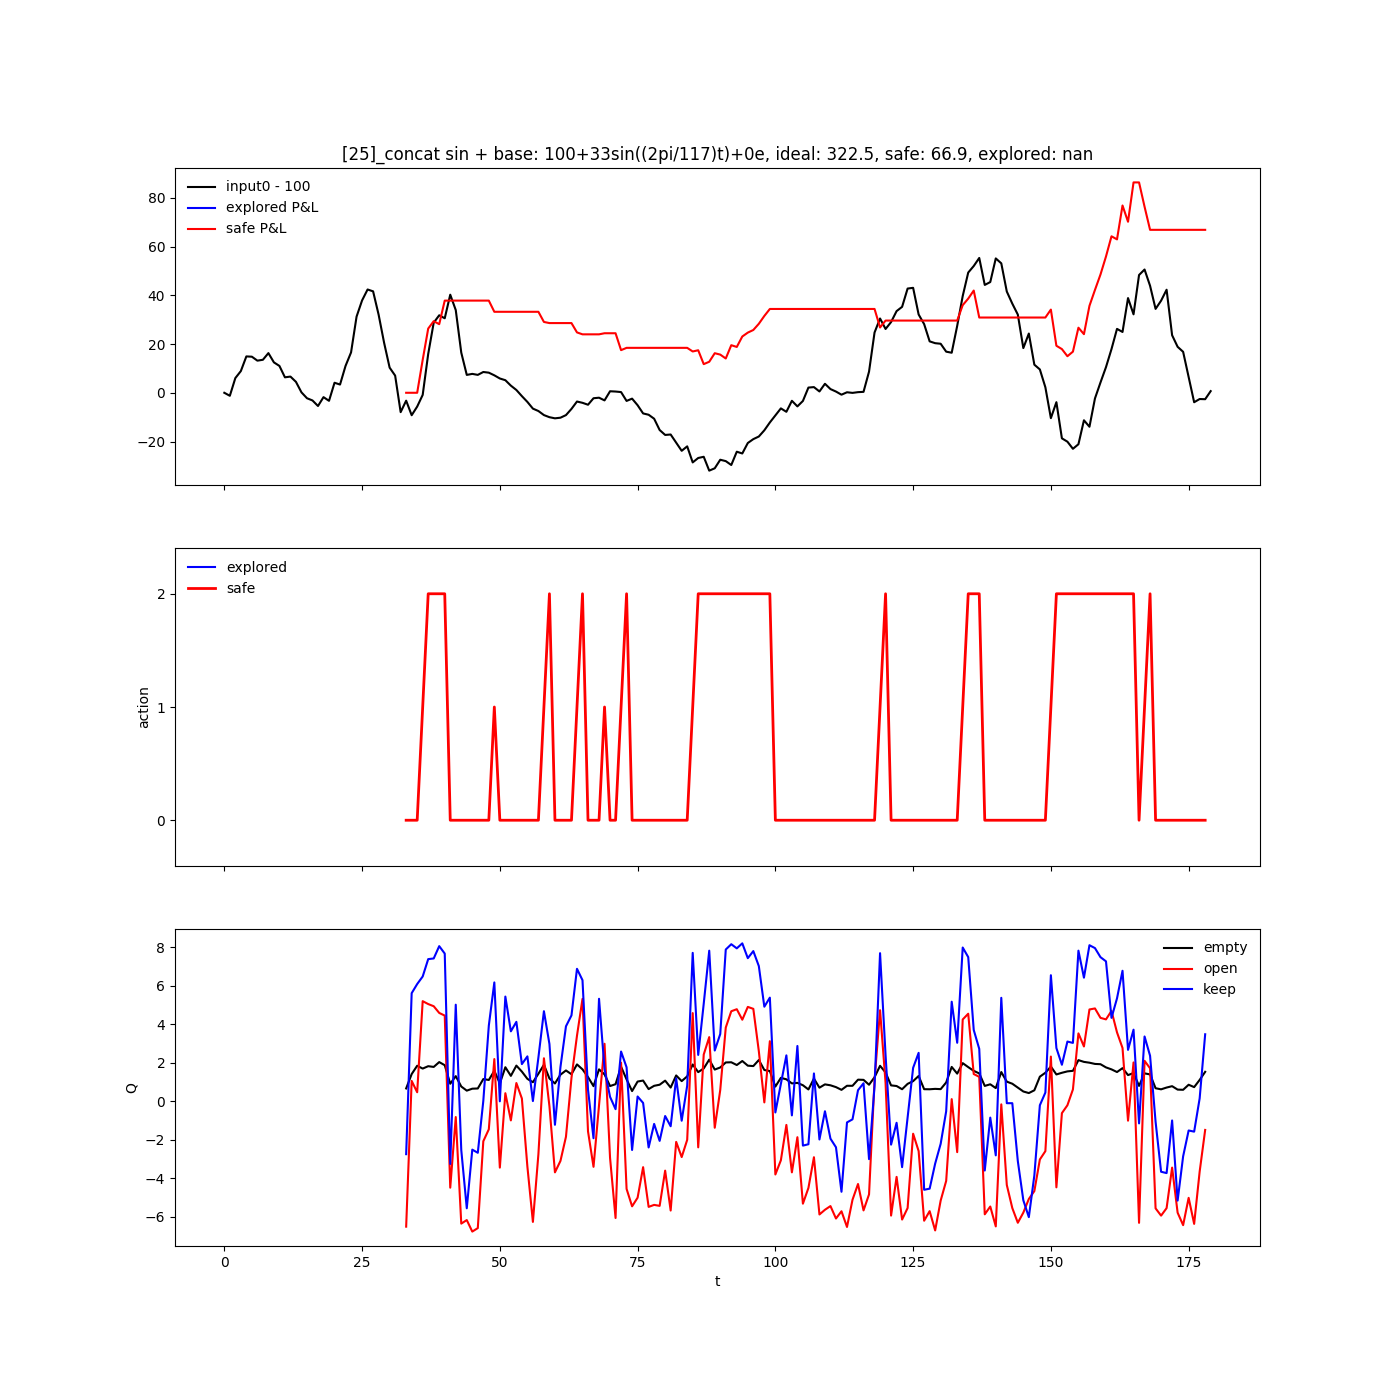 [25]_concat sin + base: 100+33sin((2pi/117)t)+0e, ideal: 322.5, safe: 66.9, explored: nan
input0 - 100
explored P&L
safe P&L
80
60
40
20
0
−20
explored
safe
2
1
0
action
empty
open
keep
8
6
4
2
0
−2
−4
−6
Q
0 25 50 75 100 125 150 175
t